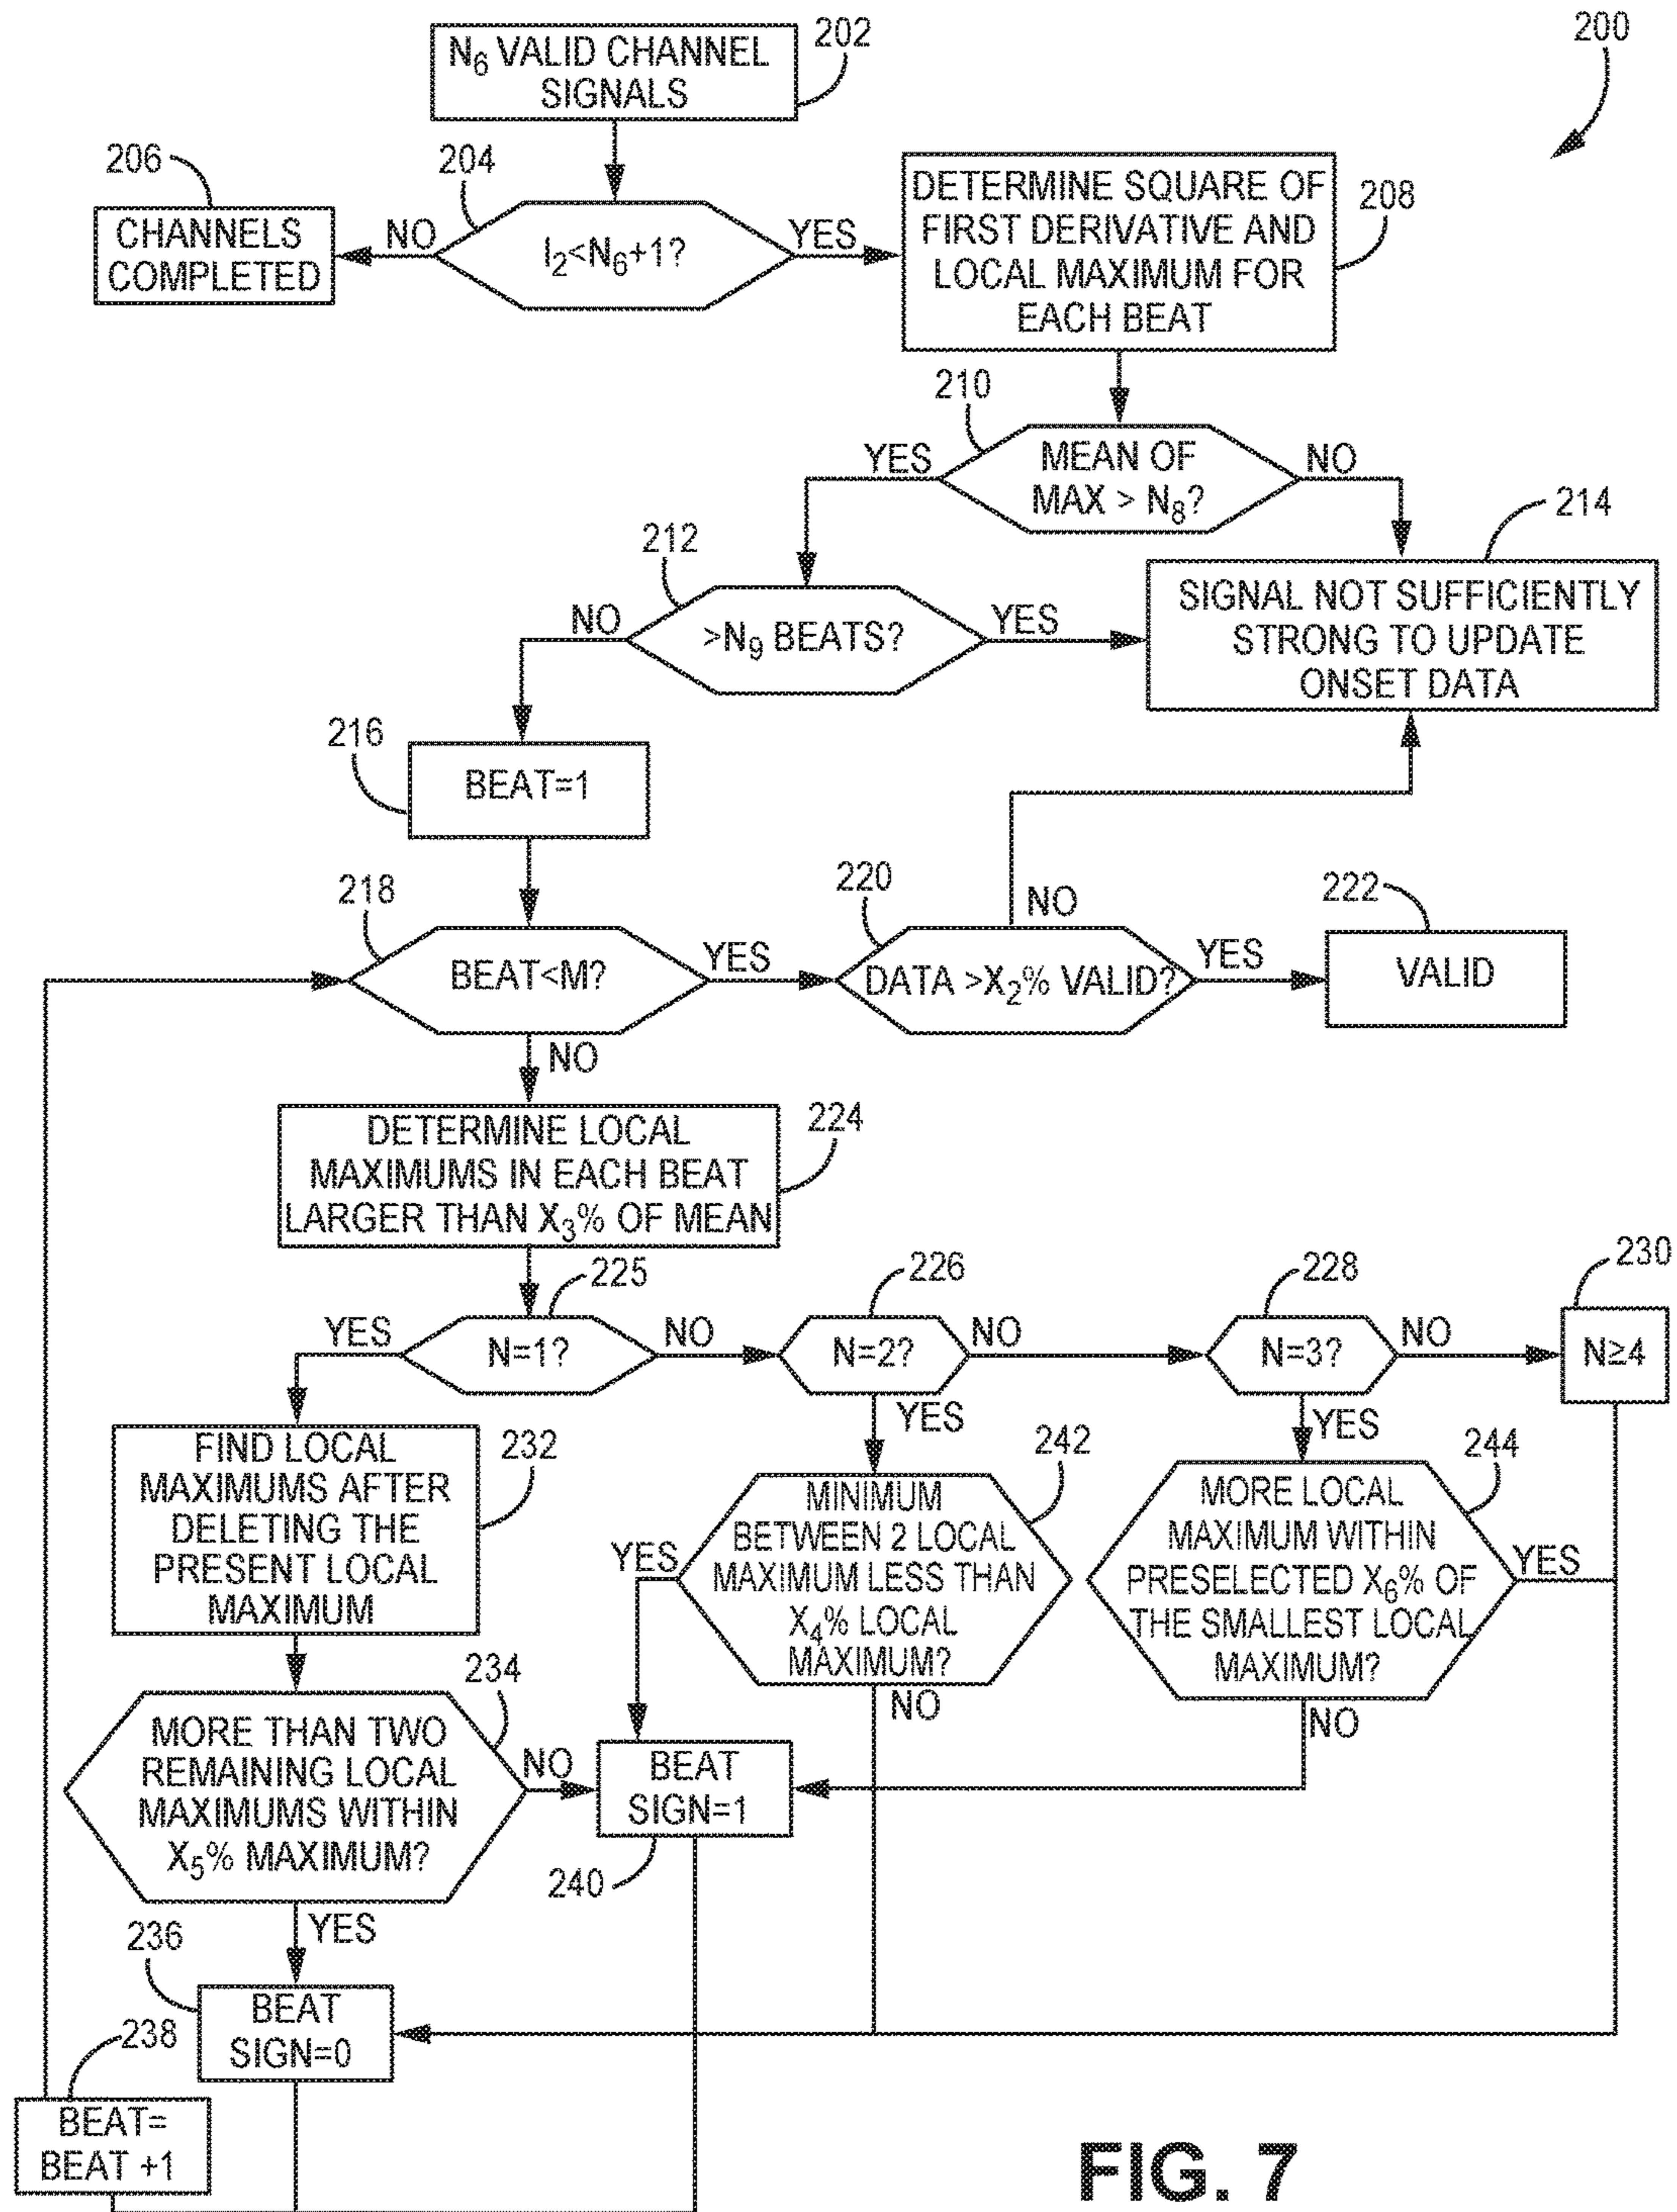 N6 VALID CHANNEL
SIGNALS
202
200
206
204
CHANNELS
COMPLETED
NO
I2<N6+1?
YES
DETERMINE SQUARE OF
FIRST DERIVATIVE AND
LOCAL MAXIMUM FOR
EACH BEAT
208
210
YES
MEAN OF
MAX > N8?
NO
214
212
NO
>N9 BEATS?
YES
SIGNAL NOT SUFFICIENTLY
STRONG TO UPDATE
ONSET DATA
216
BEAT=1
218
220
NO
222
BEAT<M?
YES
DATA >X2% VALID?
YES
VALID
NO
DETERMINE LOCAL
MAXIMUMS IN EACH BEAT
LARGER THAN X3% OF MEAN
224
225
226
228
230
YES
N=1?
NO
N=2?
NO
N=3?
NO
N≥4
YES
YES
FIND LOCAL
MAXIMUMS AFTER
DELETING THE
PRESENT LOCAL
MAXIMUM
232
242
244
YES
MINIMUM
BETWEEN 2 LOCAL
MAXIMUM LESS THAN
X4% LOCAL
MAXIMUM?
MORE LOCAL
MAXIMUM WITHIN
PRESELECTED X6% OF
THE SMALLEST LOCAL
MAXIMUM?
YES
234
NO
NO
MORE THAN TWO
REMAINING LOCAL
MAXIMUMS WITHIN
X5% MAXIMUM?
NO
BEAT
SIGN=1
240
YES
236
BEAT
SIGN=0
238
BEAT=
BEAT +1
FIG. 7